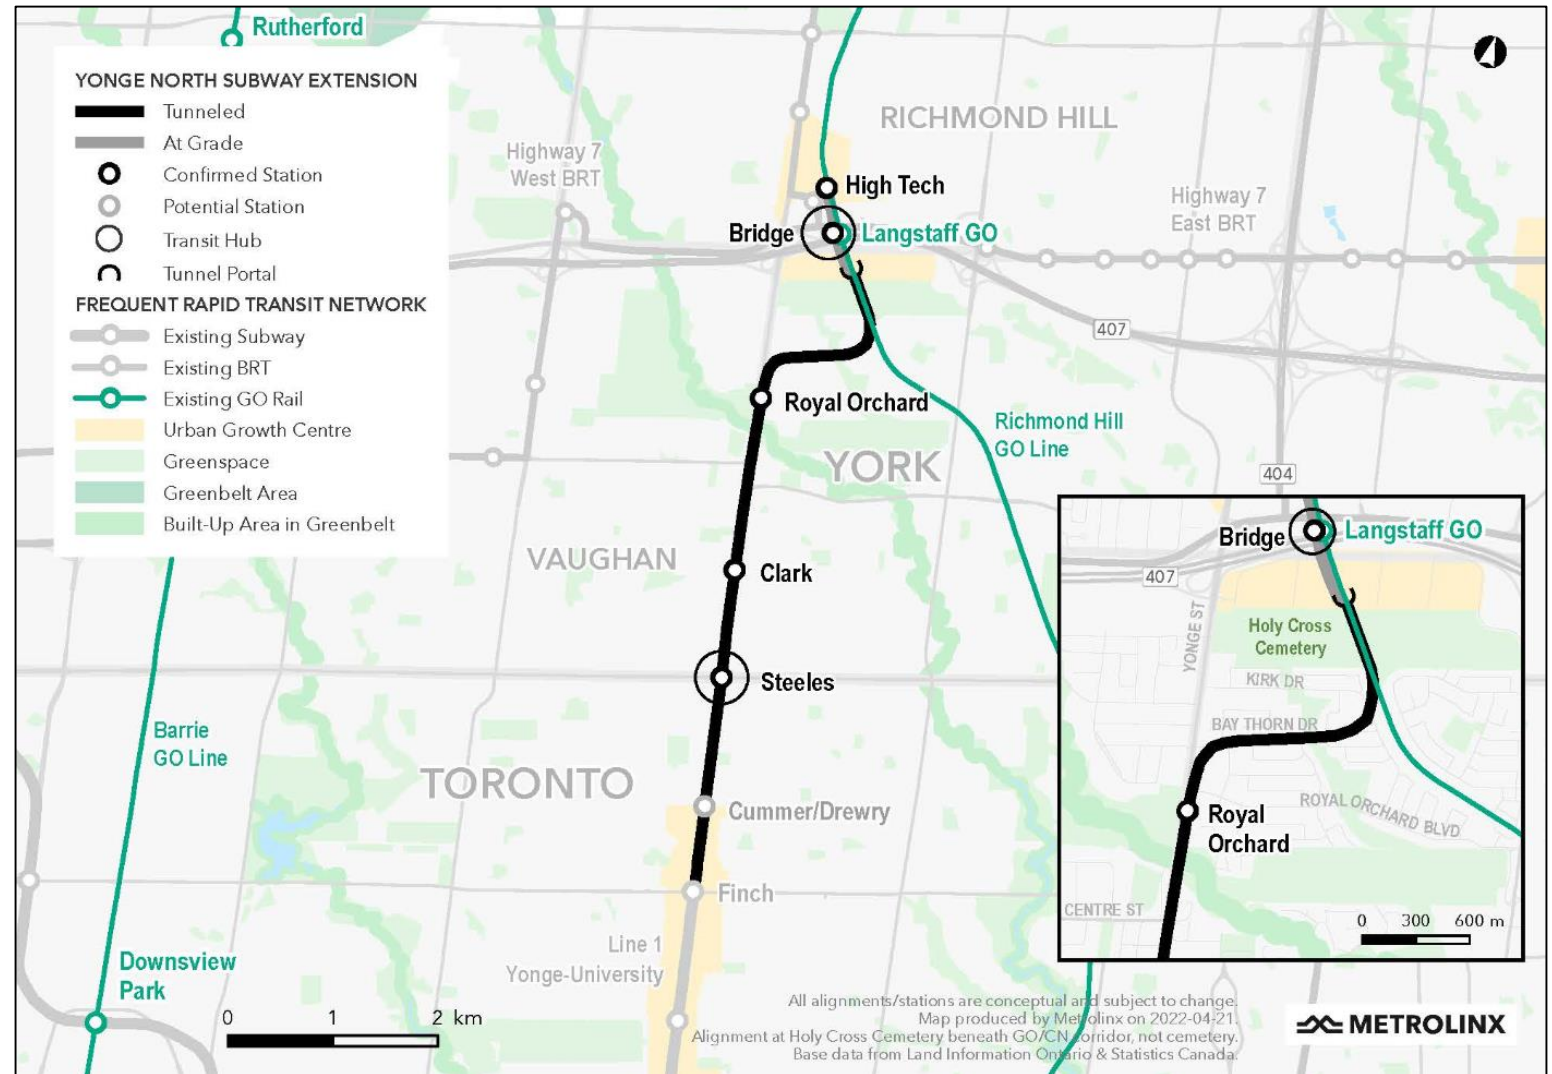 Rutherford
YONGE NORTH SUBWAY EXTENSION
Tunneled
At Grade
Confirmed Station
Potential Station
Transit Hub
Tunnel Portal
FREQUENT RAPID TRANSIT NETWORK
Existing Subway
Existing BRT
Existing GO Rail
Urban Growth Centre
Greenspace
Greenbelt Area
Built-Up Area in Greenbelt
RICHMOND HILL
Highway 7
West BRT
High Tech
Highway 7
East BRT
Bridge
Langstaff GO
407
Royal Orchard
Richmond Hill
GO Line
YORK
404
VAUGHAN
Clark
Steeles
Barrie
GO Line
TORONTO
Cummer/Drewry
Finch
Line 1
Yonge-University
Downsview
Park
0 1 2 km
Bridge
Langstaff GO
407
YONGE ST
Holy Cross
Cemetery
KIRK DR
BAY THORN DR
Royal
Orchard
ROYAL ORCHARD BLVD
CENTRE ST
0 300 600 m
All alignments/stations are conceptual and subject to change.
Map produced by Metrolinx on 2022-04-21.
Alignment at Holy Cross Cemetery beneath GO/CN corridor, not cemetery.
Base data from Land Information Ontario & Statistics Canada.
METROLINX